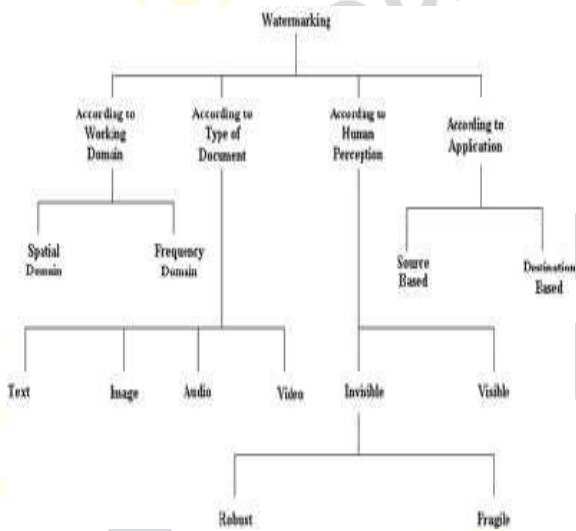 Watermarking
According to
Working
Domain
According to
Type of
Document
According to
Human
Perception
According to
Application
Spatial
Domain
Frequency
Domain
Source
Based
Destination
Based
Text
Image
Audio
Video
Invisible
Visible
Robust
Fragile